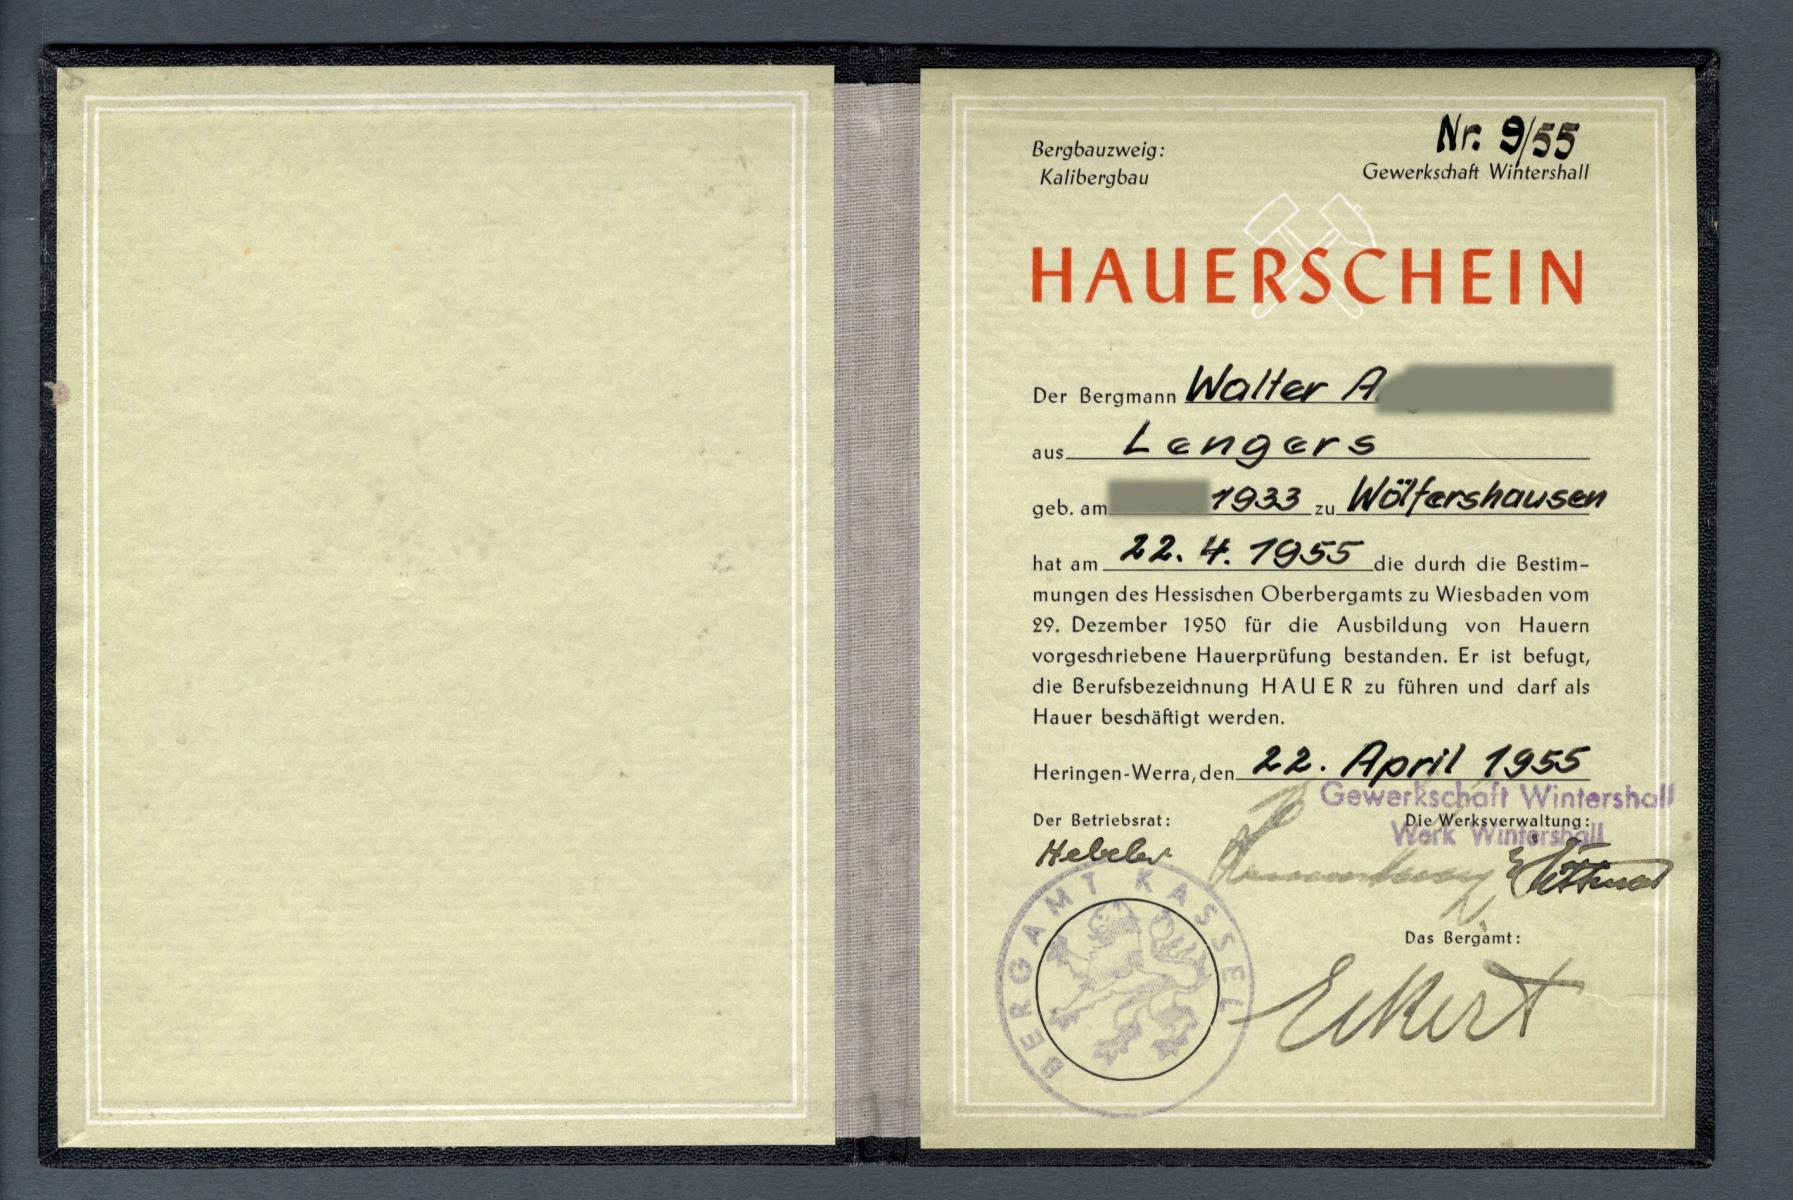 Nr. 9/55
Bergbauzweig:
Kalibergbau
Gewerkschaft Wintershall
HAUERSCHEIN
Der Bergmann Walter A.
aus Lengers
geb. am 1933 zu Wölfershausen
hat am 22. 4. 1955 die durch die Bestim-
mungen des Hessischen Oberbergamts zu Wiesbaden vom
29. Dezember 1950 für die Ausbildung von Hauern
vorgeschriebene Hauerprüfung bestanden. Er ist befugt,
die Berufsbezeichnung HAUER zu führen und darf als
Hauer beschäftigt werden.
Heringen-Werra, den 22. April 1955
Gewerkschaft Wintershall
Der Betriebsrat:
Die Werksverwaltung:
Werk Wintershall
Hebeler
BERGAMT KASSEL
Das Bergamt:
Eckert